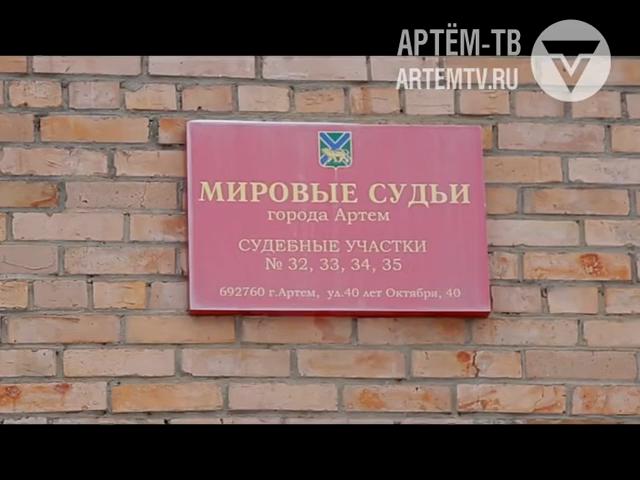 АРТЁМ-ТВ
ARTEMTV.RU
МИРОВЫЕ СУДЬИ
города Артем
СУДЕБНЫЕ УЧАСТКИ
№ 32, 33, 34, 35
692760 г.Артем, ул.40 лет Октября, 40